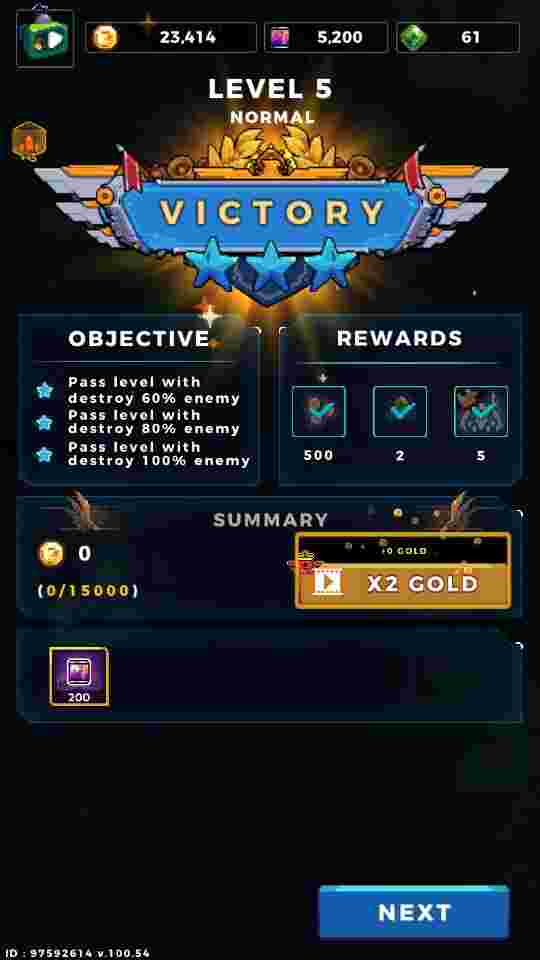 23,414
5,200
61
LEVEL 5
NORMAL
VICTORY
OBJECTIVE
Pass level with
destroy 60% enemy
Pass level with
destroy 80% enemy
Pass level with
destroy 100% enemy
REWARDS
500
2
5
SUMMARY
0
(0/15000)
+0 GOLD
X2 GOLD
200
NEXT
ID : 97592614 v.100.54